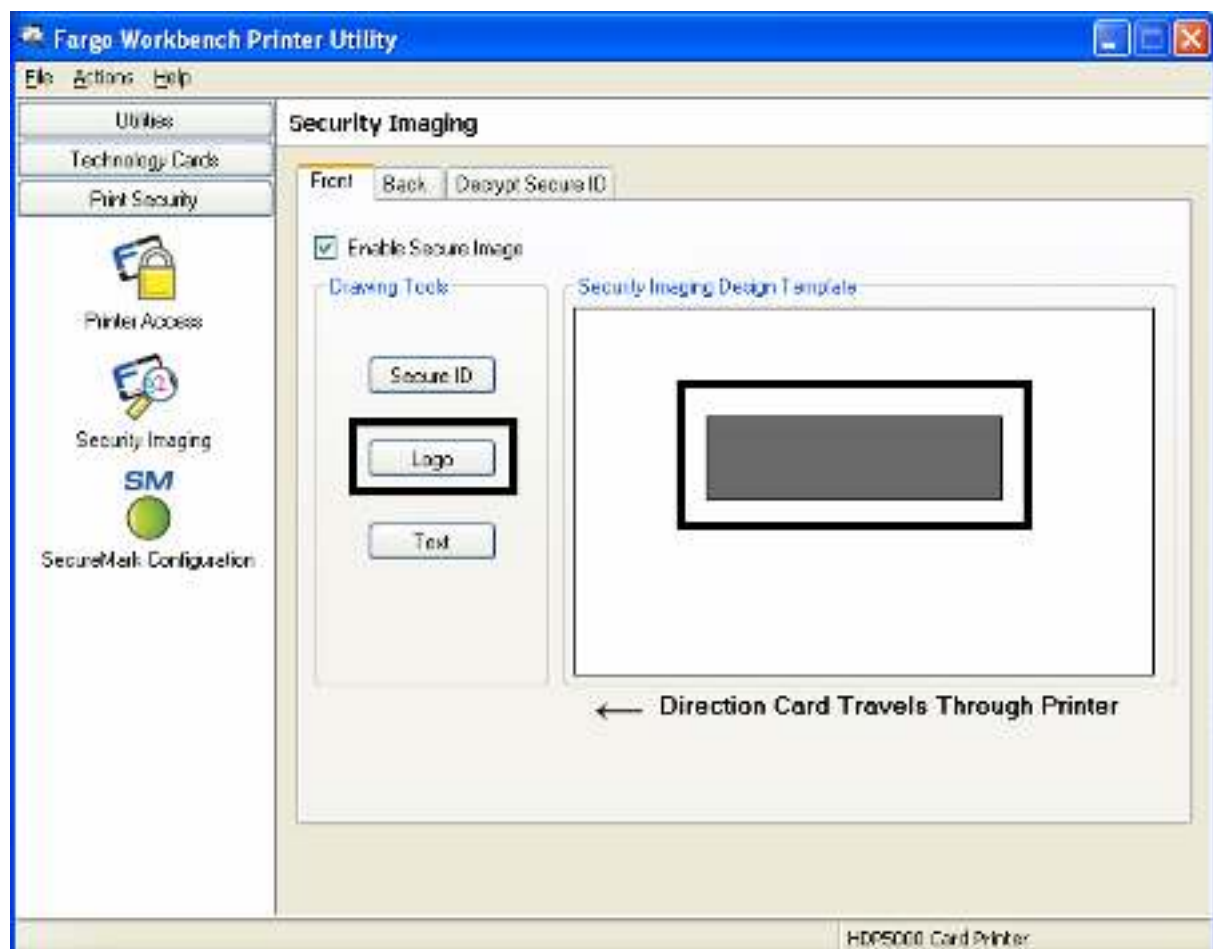 Fargo Workbench Printer Utility
File Actions Help
Utilities
Technology Cards
Print Security
Printer Access
Security Imaging
SM
SecureMark Configuration
Security Imaging
Front Back Decrypt Secure ID
Enable Secure Image
Drawing Tools
Secure ID
Logo
Text
Security Imaging Design Template
← Direction Card Travels Through Printer
HDP5000 Card Printer